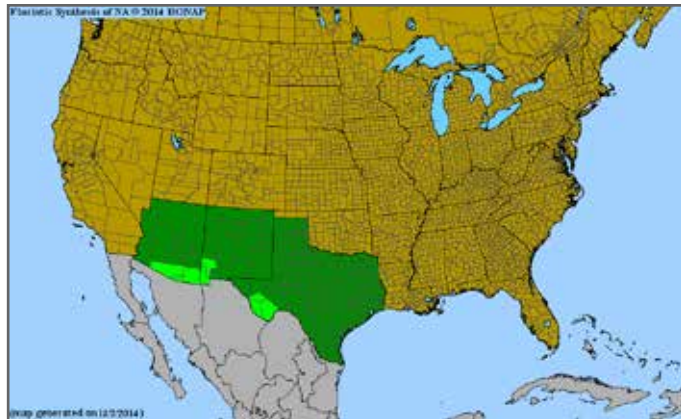 Floristic Synthesis of NA © 2014 BONAP
(map generated on 12/2/2014)